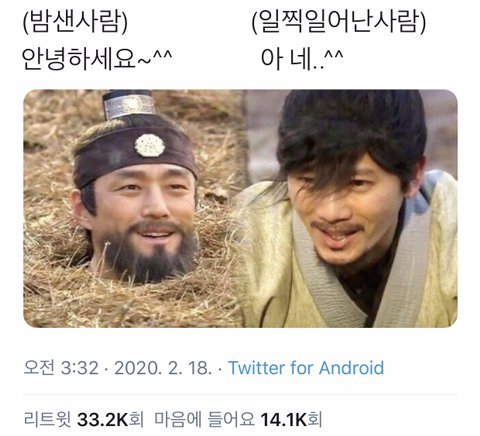 (밤샌사람) (일찍일어난사람)
안녕하세요~^^ 아 네..^^
오전 3:32 · 2020. 2. 18. · Twitter for Android
리트윗 33.2K회 마음에 들어요 14.1K회